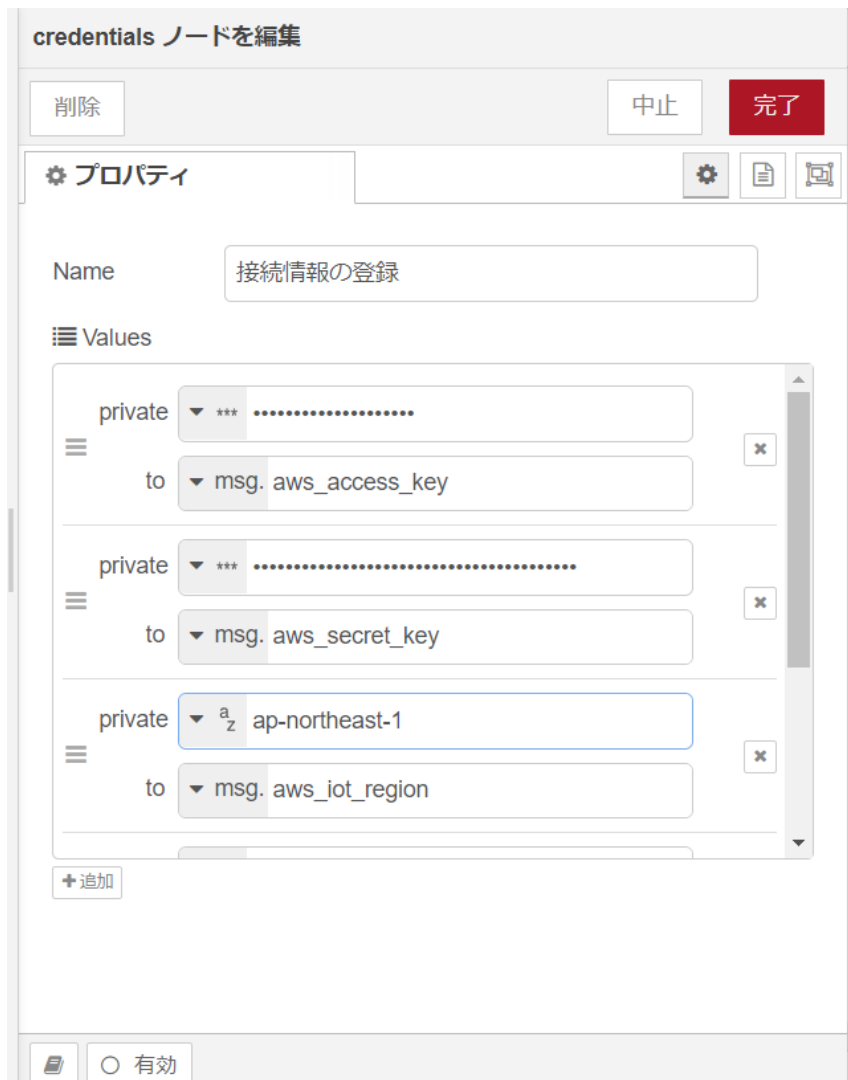 credentials ノードを編集
削除
中止
完了
プロパティ
Name
接続情報の登録
Values
private *** ••••••••••••••••••••
to msg. aws_access_key
private *** ••••••••••••••••••••••••••••••••••••••••
to msg. aws_secret_key
private az ap-northeast-1
to msg. aws_iot_region
追加
有効